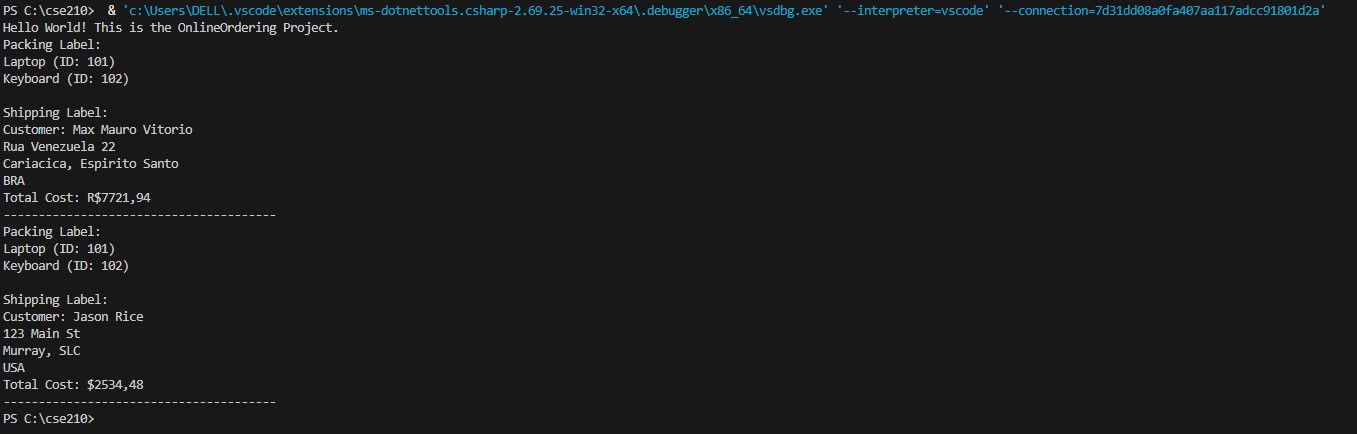 PS C:\cse210>  & 'c:\Users\DELL\.vscode\extensions\ms-dotnettools.csharp-2.69.25-win32-x64\.debugger\x86_64\vsdbg.exe' '--interpreter=vscode' '--connection=7d31dd08a0fa407aa117adcc91801d2a'
Hello World! This is the OnlineOrdering Project.
Packing Label:
Laptop (ID: 101)
Keyboard (ID: 102)

Shipping Label:
Customer: Max Mauro Vitorio
Rua Venezuela 22
Cariacica, Espirito Santo
BRA
Total Cost: R$7721,94
---------------------------------------
Packing Label:
Laptop (ID: 101)
Keyboard (ID: 102)

Shipping Label:
Customer: Jason Rice
123 Main St
Murray, SLC
USA
Total Cost: $2534,48
---------------------------------------
PS C:\cse210>